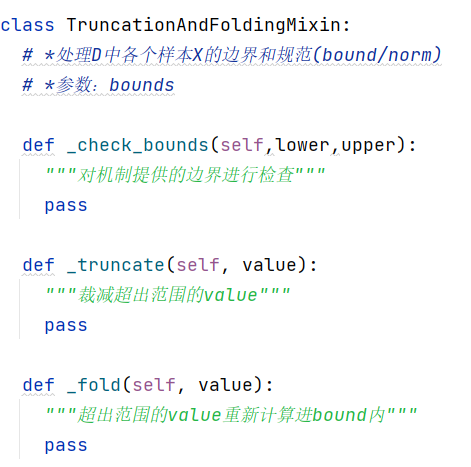 class TruncationAndFoldingMixin:
# *处理D中各个样本X的边界和规范(bound/norm)
# *参数：bounds
def _check_bounds(self,lower,upper):
"""对机制提供的边界进行检查"""
pass
def _truncate(self, value):
"""裁减超出范围的value"""
pass
def _fold(self, value):
"""超出范围的value重新计算进bound内"""
pass